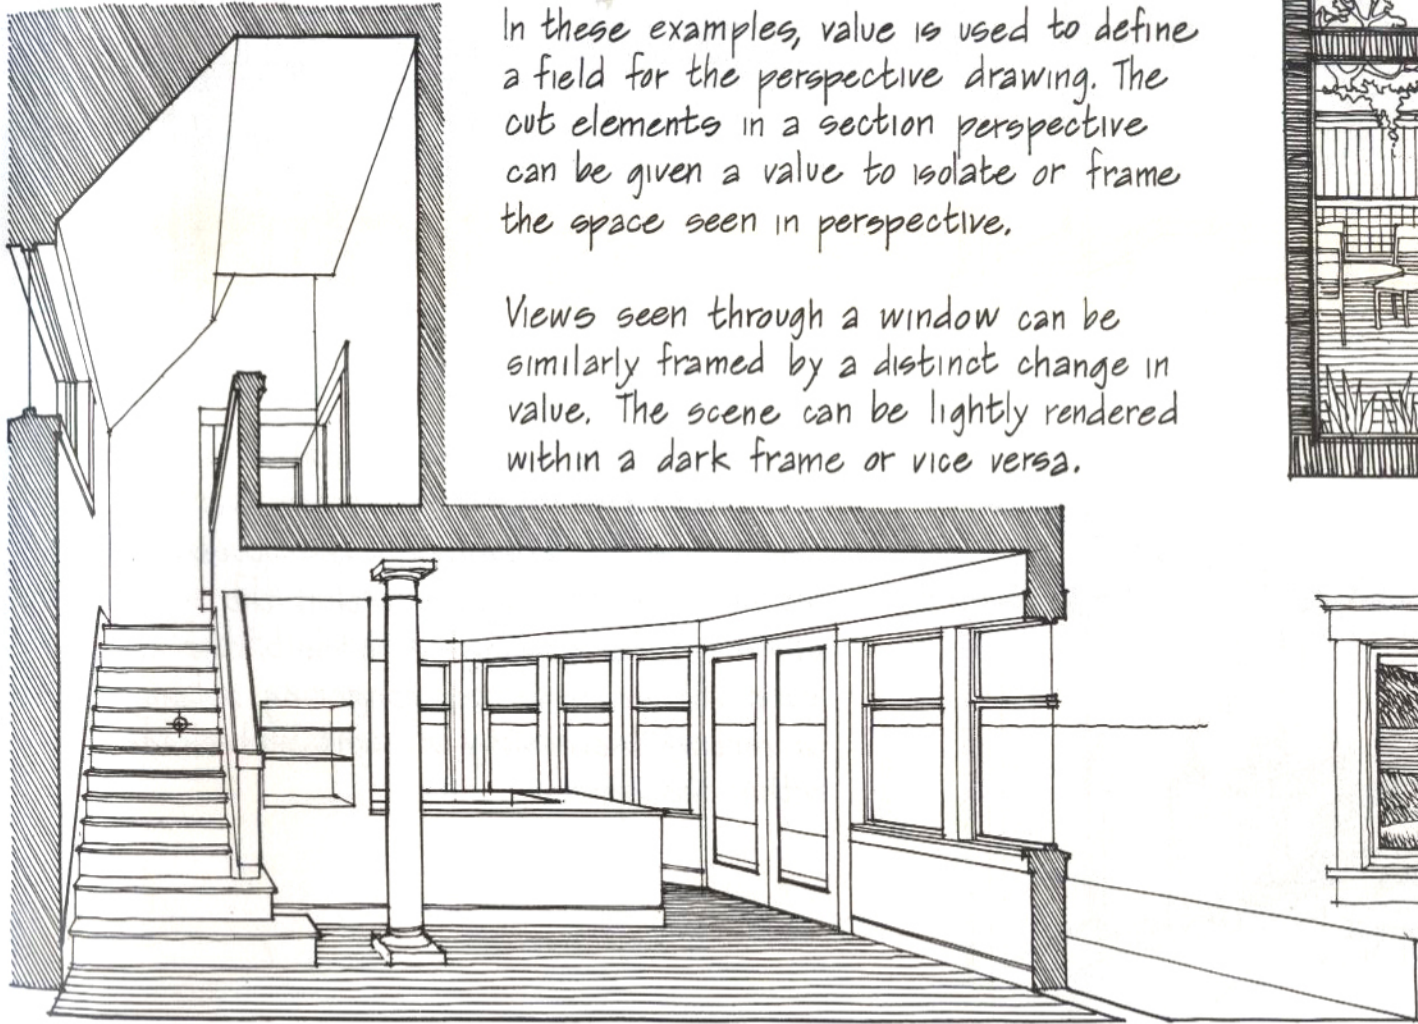 In these examples, value is used to define
a field for the perspective drawing. The
cut elements in a section perspective
can be given a value to isolate or frame
the space seen in perspective.
Views seen through a window can be
similarly framed by a distinct change in
value. The scene can be lightly rendered
within a dark frame or vice versa.